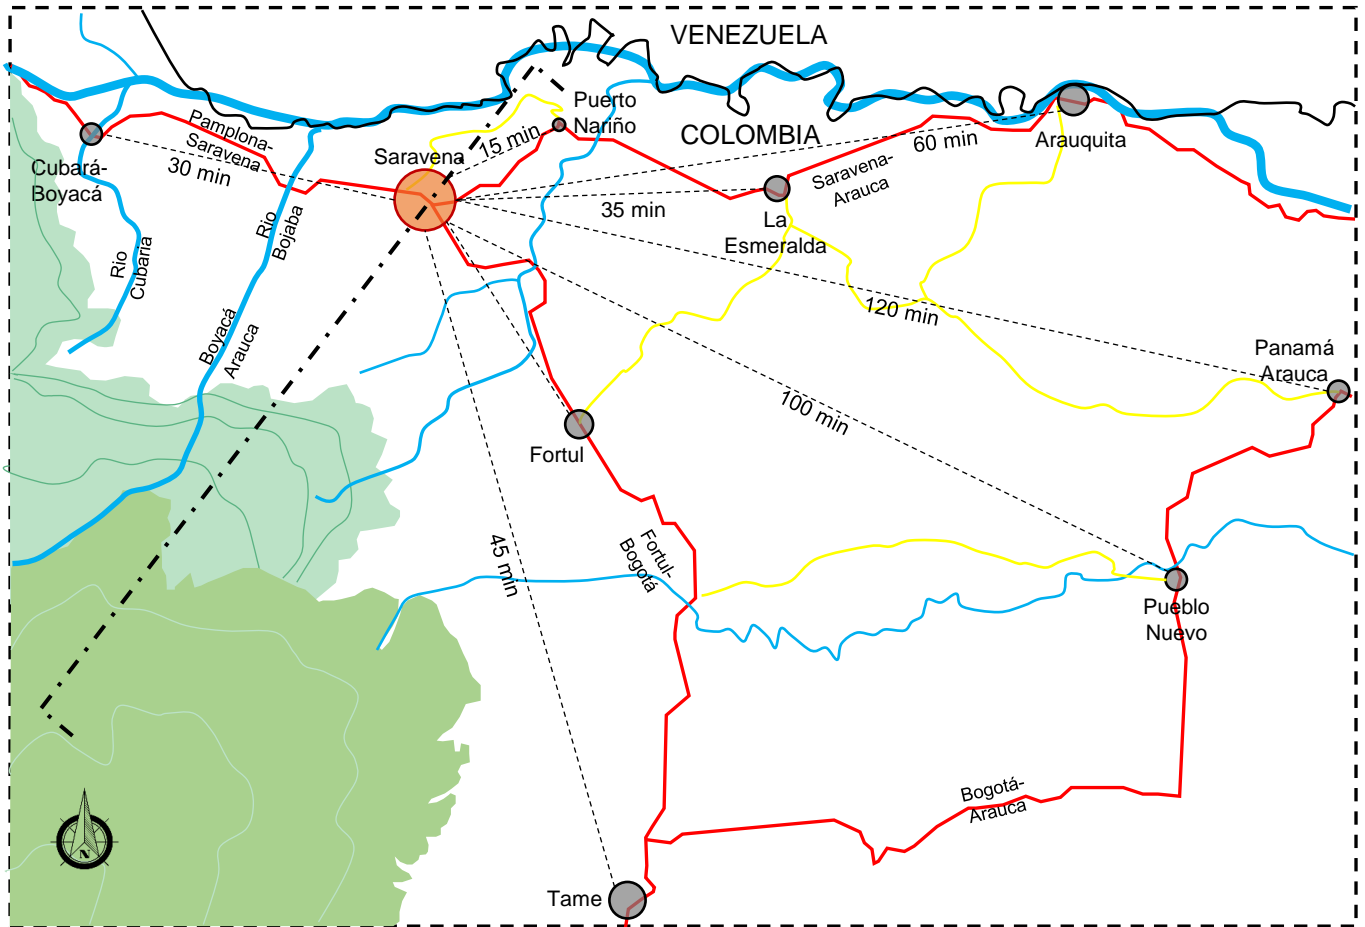 VENEZUELA
Puerto
Nariño
COLOMBIA
Pamplona-
Saravena
15 min
Saravena
60 min
Arauquita
Cubará-
Boyacá
30 min
Saravena-
Arauca
35 min
La
Esmeralda
Rio
Bojaba
Rio
Cubaria
120 min
Boyacá
Arauca
Panamá
Arauca
100 min
Fortul
Fortul-
Bogotá
45 min
Pueblo
Nuevo
Bogotá-
Arauca
N
Tame